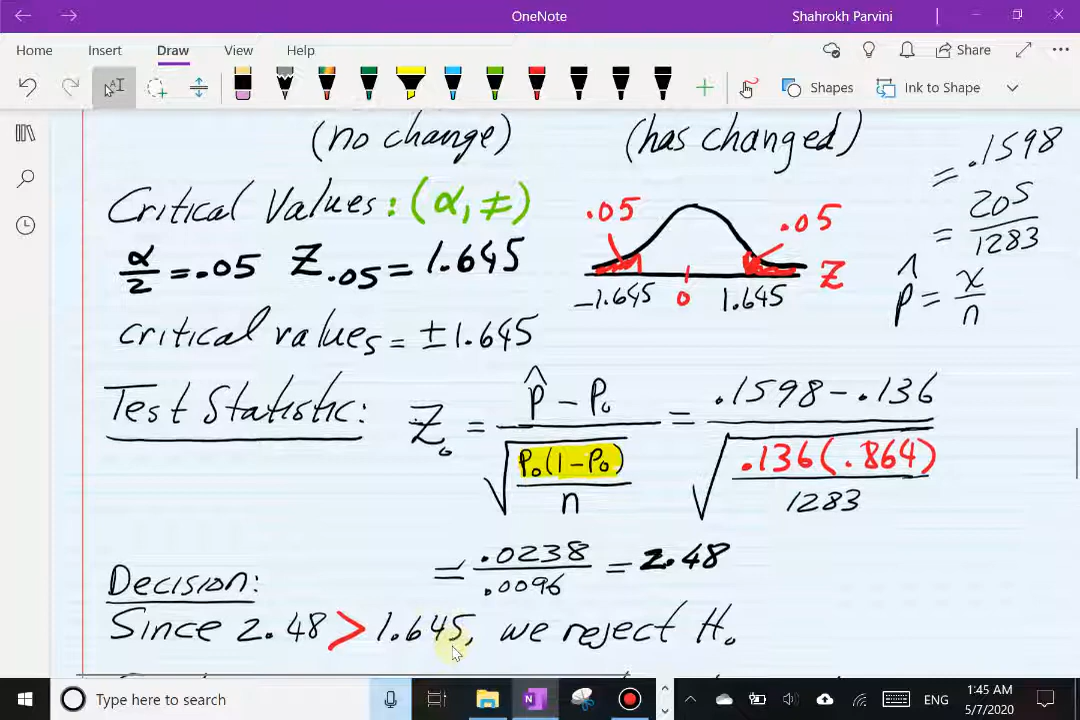 OneNote
Shahrokh Parvini
Home Insert Draw View Help
Share
Shapes
Ink to Shape
(no change) (has changed)
Critical Values: (α, ≠)
α/2 = .05 Z.05 = 1.645
critical values = ±1.645
.05 .05
-1.645 0 1.645 Z
= .1598
= 205/1283
p̂ = x/n
Test Statistic: Z₀ = (p̂ - P₀)/√(P₀(1-P₀)/n) = (.1598 - .136)/√(.136(.864)/1283)
= .0238/.0096 = 2.48
Decision:
Since 2.48 > 1.645, we reject H₀
Type here to search
ENG
1:45 AM
5/7/2020